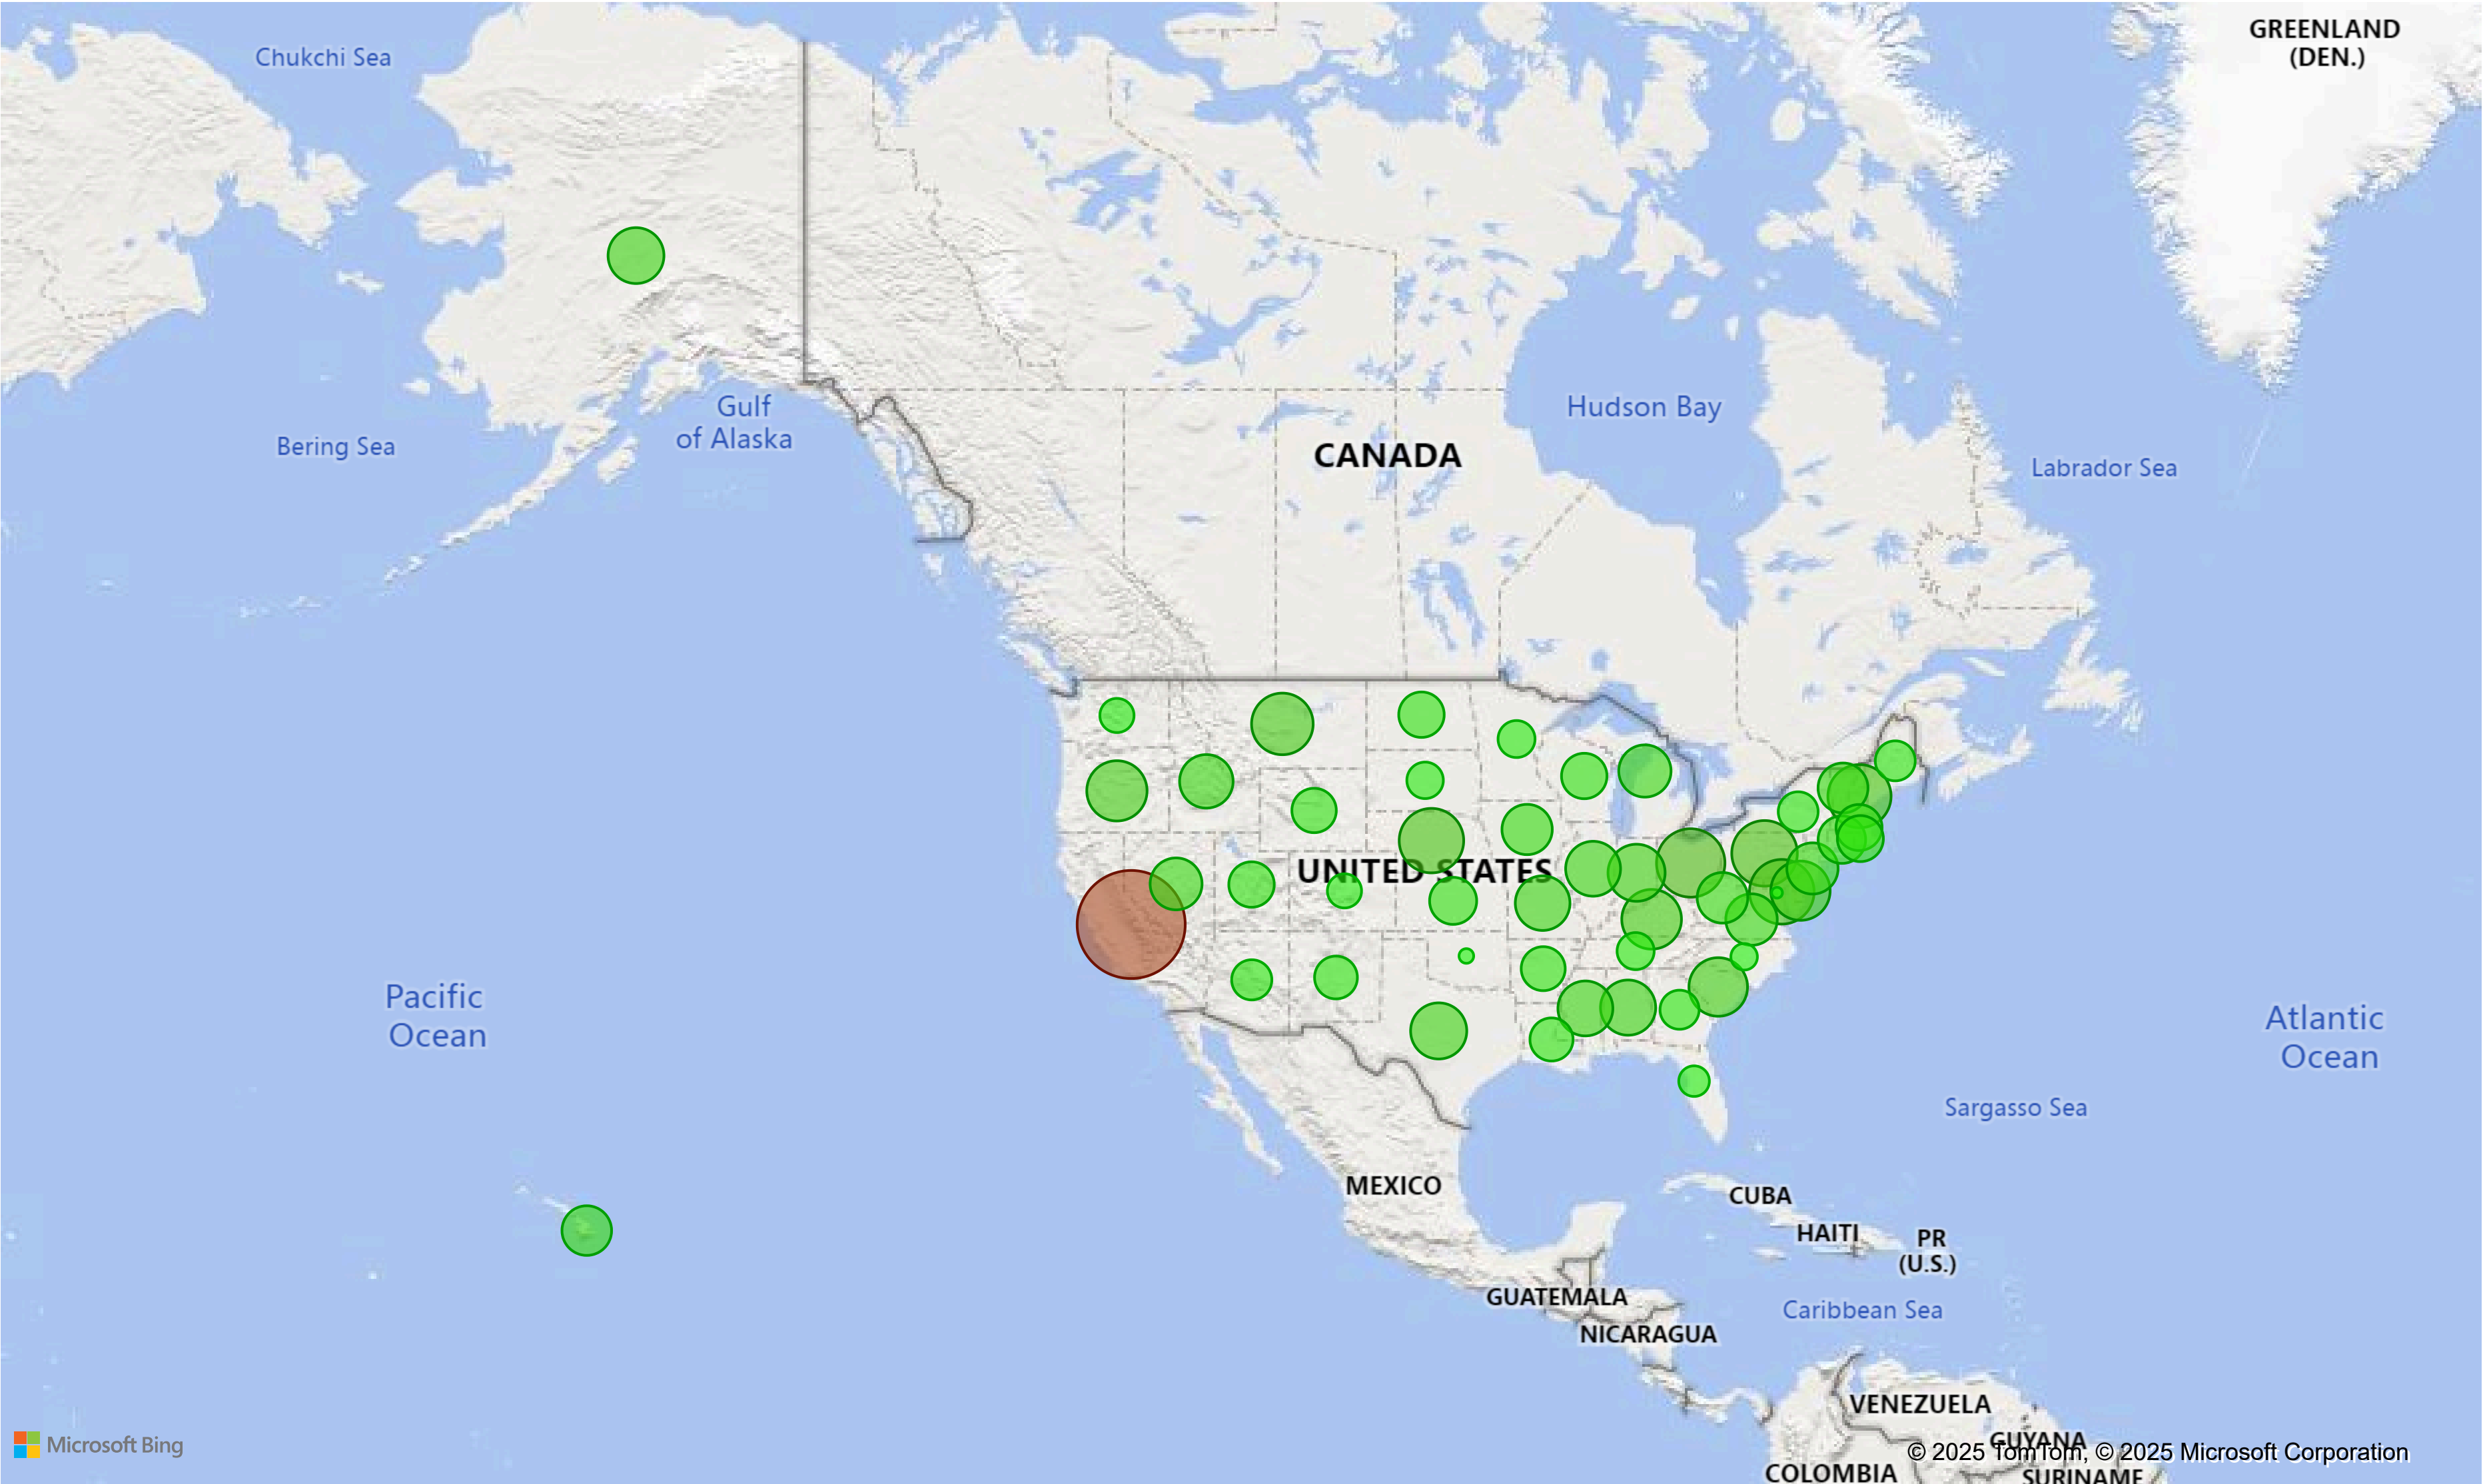 GREENLAND
(DEN.)
Chukchi Sea
Gulf
of Alaska
Bering Sea
Hudson Bay
CANADA
Labrador Sea
UNITED STATES
Pacific
Ocean
Atlantic
Ocean
Sargasso Sea
MEXICO
CUBA
HAITI
PR
(U.S.)
GUATEMALA
Caribbean Sea
NICARAGUA
VENEZUELA
GUYANA
COLOMBIA
SURINAME
Microsoft Bing
© 2025 TomTom, © 2025 Microsoft Corporation